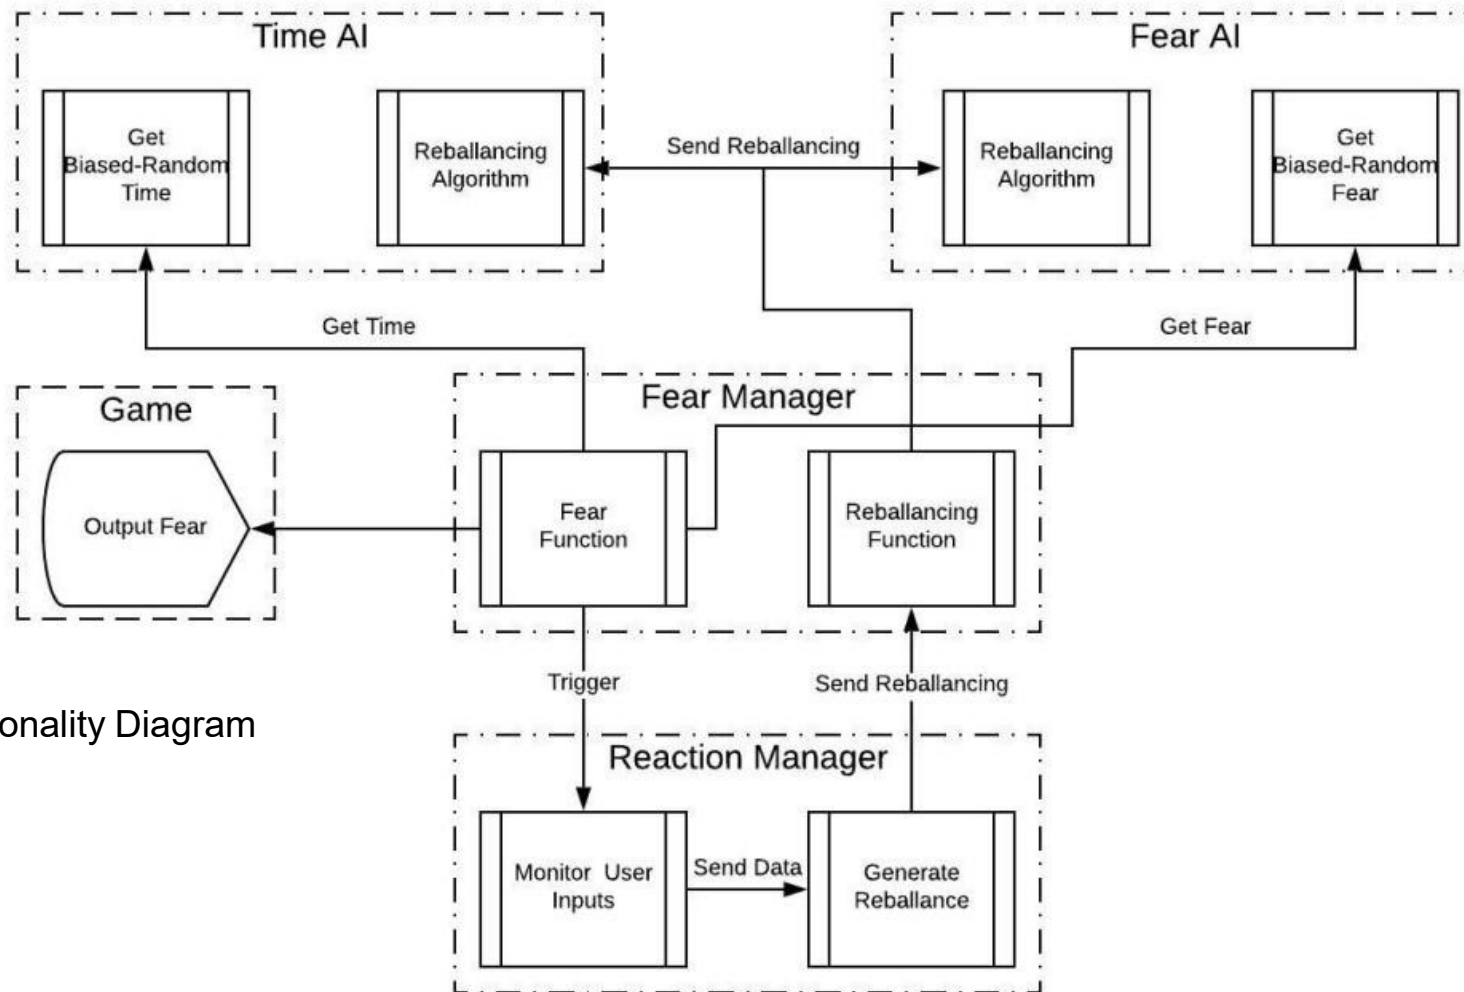 Time AI
Fear AI
Get
Biased-Random
Time
Reballancing
Algorithm
Send Reballancing
Reballancing
Algorithm
Get
Biased-Random
Fear
Get Time
Get Fear
Game
Fear Manager
Output Fear
Fear
Function
Reballancing
Function
Trigger
Send Reballancing
onality Diagram
Reaction Manager
Monitor User
Inputs
Send Data
Generate
Reballance